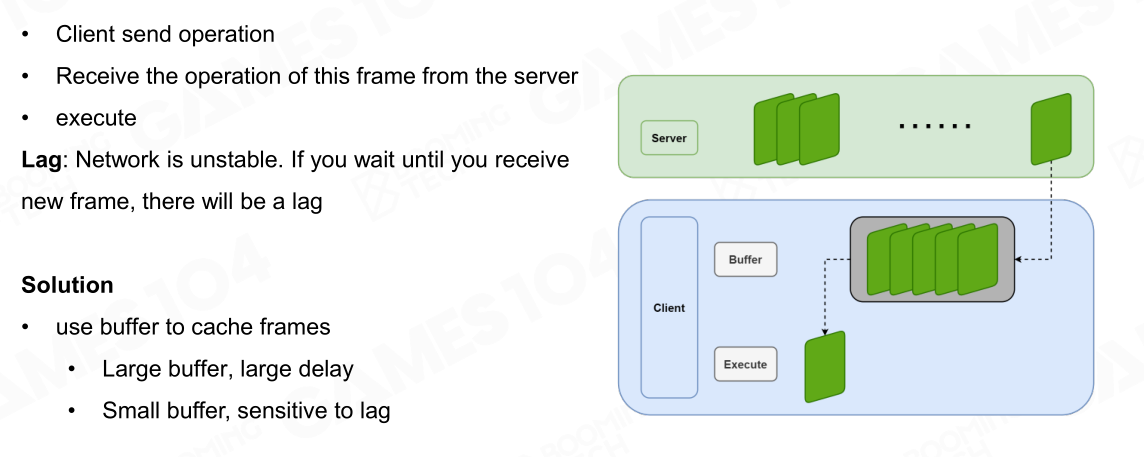 • Client send operation
• Receive the operation of this frame from the server
• execute
Lag: Network is unstable. If you wait until you receive
new frame, there will be a lag
Solution
• use buffer to cache frames
• Large buffer, large delay
• Small buffer, sensitive to lag
Server
......
Buffer
Client
Execute
GAMES104
BOOMING
TECH